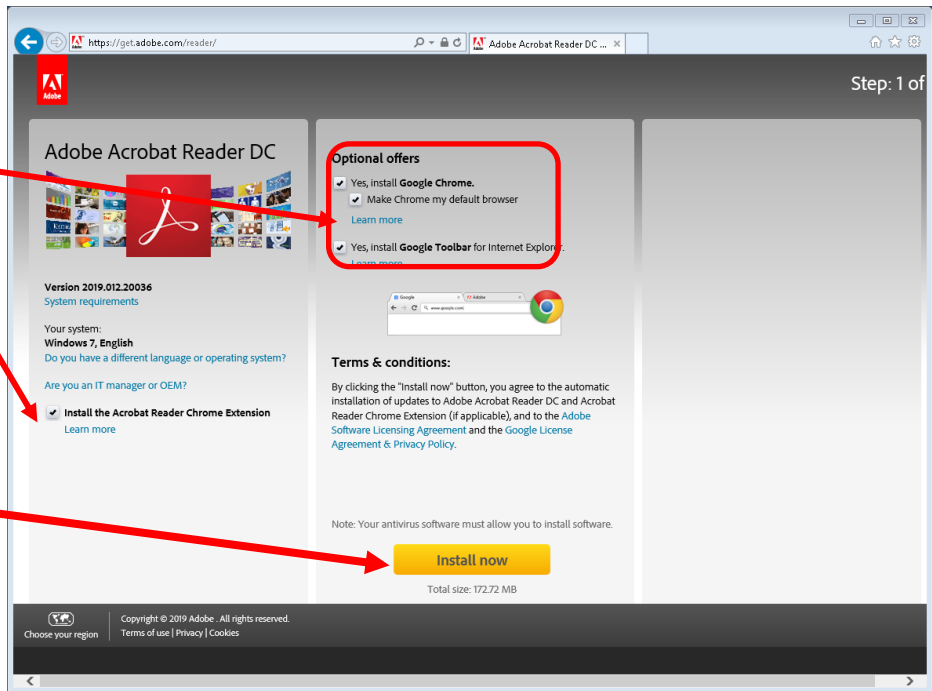 https://get.adobe.com/reader/
Adobe Acrobat Reader DC ...
Adobe
Step: 1 of
Adobe Acrobat Reader DC
Version 2019.012.20036
System requirements
Your system:
Windows 7, English
Do you have a different language or operating system?
Are you an IT manager or OEM?
Install the Acrobat Reader Chrome Extension
Learn more
Optional offers
Yes, install Google Chrome.
Make Chrome my default browser
Learn more
Yes, install Google Toolbar for Internet Explorer.
Learn more
Google
Adobe
www.google.com
Terms & conditions:
By clicking the "Install now" button, you agree to the automatic
installation of updates to Adobe Acrobat Reader DC and Acrobat
Reader Chrome Extension (if applicable), and to the Adobe
Software Licensing Agreement and the Google License
Agreement & Privacy Policy.
Note: Your antivirus software must allow you to install software.
Install now
Total size: 172.72 MB
Choose your region
Copyright © 2019 Adobe . All rights reserved.
Terms of use | Privacy | Cookies